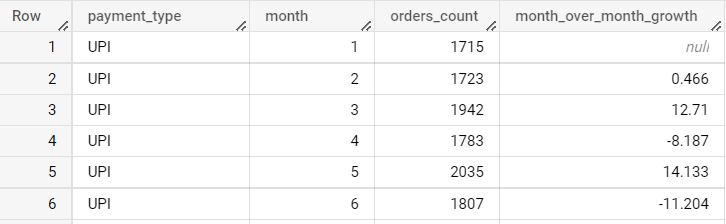 Row payment_type month orders_count month_over_month_growth
1 UPI 1 1715 null
2 UPI 2 1723 0.466
3 UPI 3 1942 12.71
4 UPI 4 1783 -8.187
5 UPI 5 2035 14.133
6 UPI 6 1807 -11.204